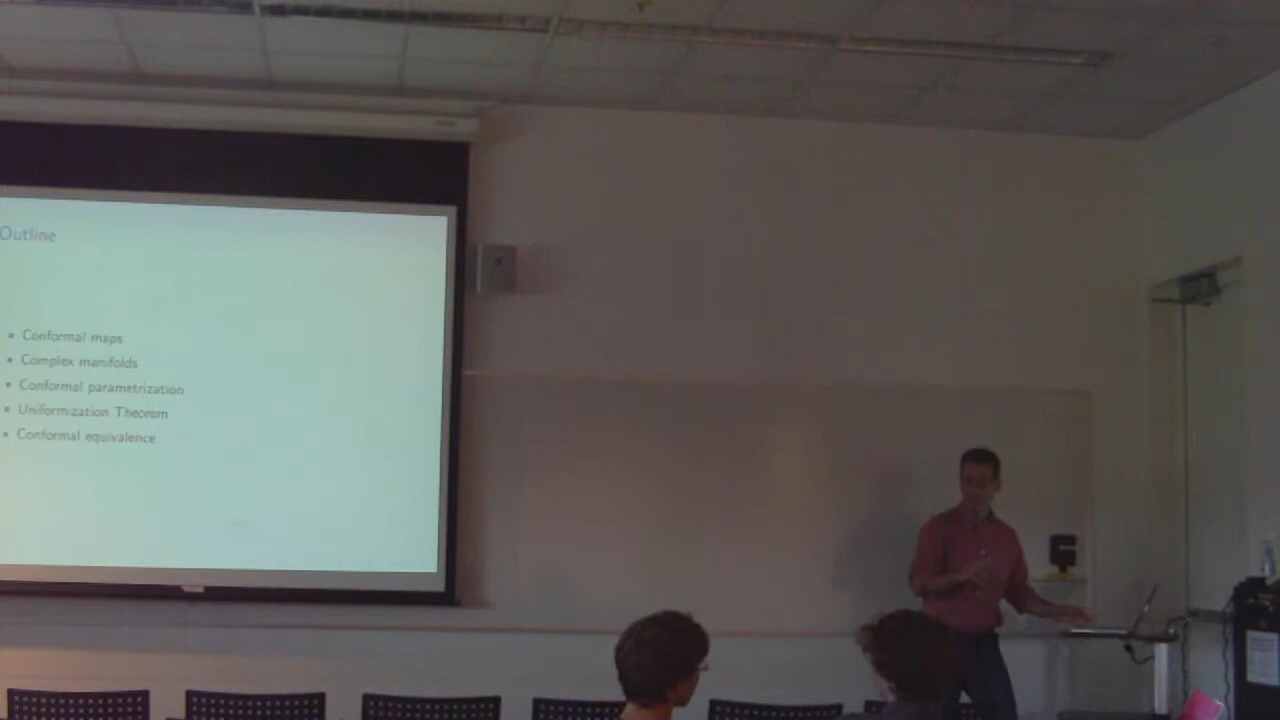 Outline
• Conformal maps
• Complex manifolds
• Conformal parametrization
• Uniformization Theorem
• Conformal equivalence